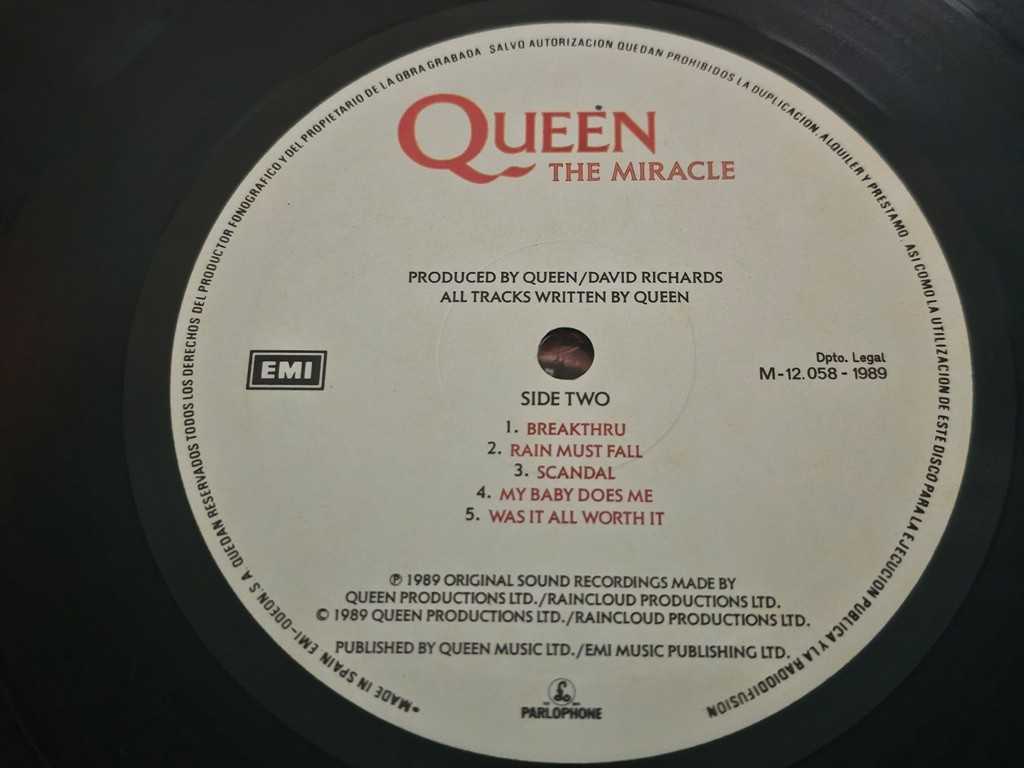 *MADE IN SPAIN EMI-ODEON, S. A. QUEDAN RESERVADOS TODOS LOS DERECHOS DEL PRODUCTOR FONOGRAFICO Y DEL PROPIETARIO DE LA OBRA GRABADA SALVO AUTORIZACION QUEDAN PROHIBIDOS LA DUPLICACION, ALQUILER Y PRESTAMO. ASI COMO LA UTILIZACION DE ESTE DISCO PARA LA EJECUCION PUBLICA Y LA RADIODIFUSION
QUEEN
THE MIRACLE
PRODUCED BY QUEEN/DAVID RICHARDS
ALL TRACKS WRITTEN BY QUEEN
EMI
Dpto. Legal
M-12.058 - 1989
SIDE TWO
1. BREAKTHRU
2. RAIN MUST FALL
3. SCANDAL
4. MY BABY DOES ME
5. WAS IT ALL WORTH IT
℗ 1989 ORIGINAL SOUND RECORDINGS MADE BY
QUEEN PRODUCTIONS LTD./RAINCLOUD PRODUCTIONS LTD.
© 1989 QUEEN PRODUCTIONS LTD./RAINCLOUD PRODUCTIONS LTD.
PUBLISHED BY QUEEN MUSIC LTD./EMI MUSIC PUBLISHING LTD.
£
PARLOPHONE